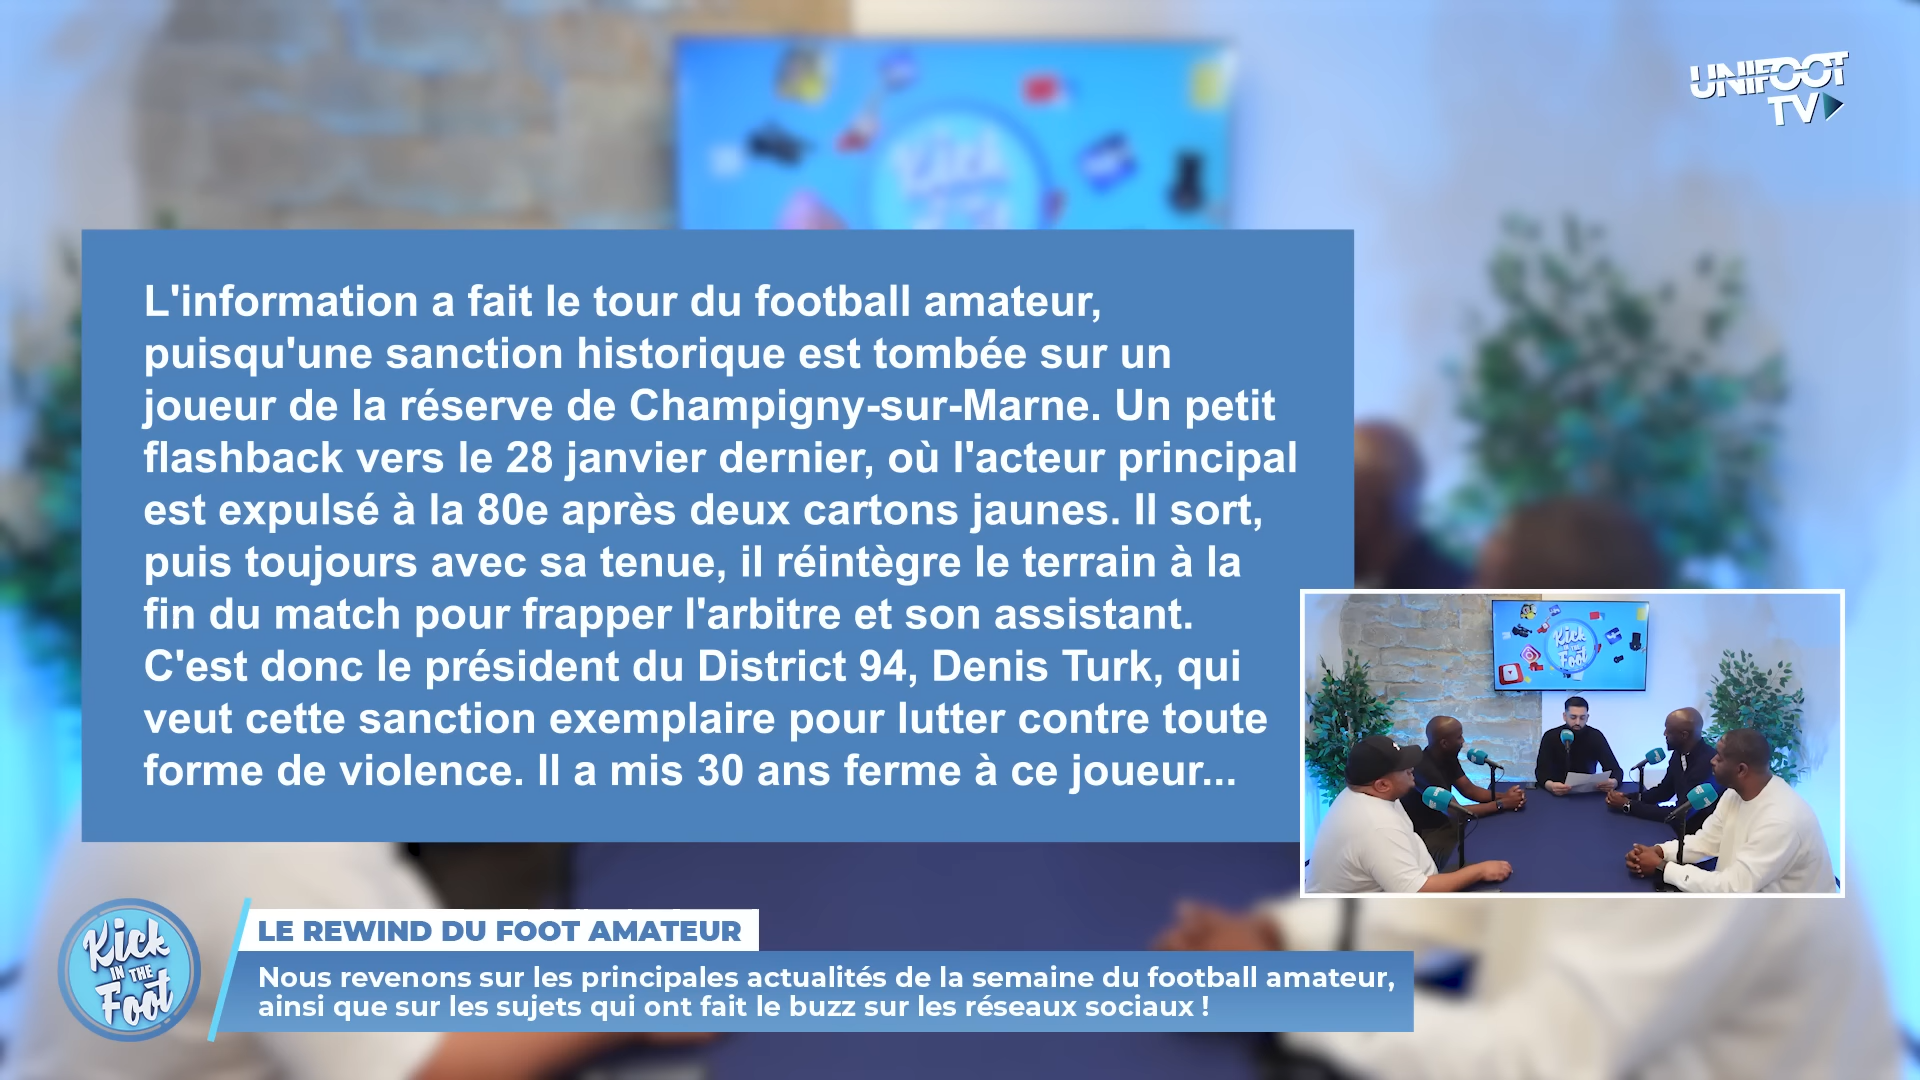 UNIFOOT
TV
Kick
IN THE
Foot
L'information a fait le tour du football amateur,
puisqu'une sanction historique est tombée sur un
joueur de la réserve de Champigny-sur-Marne. Un petit
flashback vers le 28 janvier dernier, où l'acteur principal
est expulsé à la 80e après deux cartons jaunes. Il sort,
puis toujours avec sa tenue, il réintègre le terrain à la
fin du match pour frapper l'arbitre et son assistant.
C'est donc le président du District 94, Denis Turk, qui
veut cette sanction exemplaire pour lutter contre toute
forme de violence. Il a mis 30 ans ferme à ce joueur...
Kick
IN THE
Foot
LE REWIND DU FOOT AMATEUR
Nous revenons sur les principales actualités de la semaine du football amateur,
ainsi que sur les sujets qui ont fait le buzz sur les réseaux sociaux !